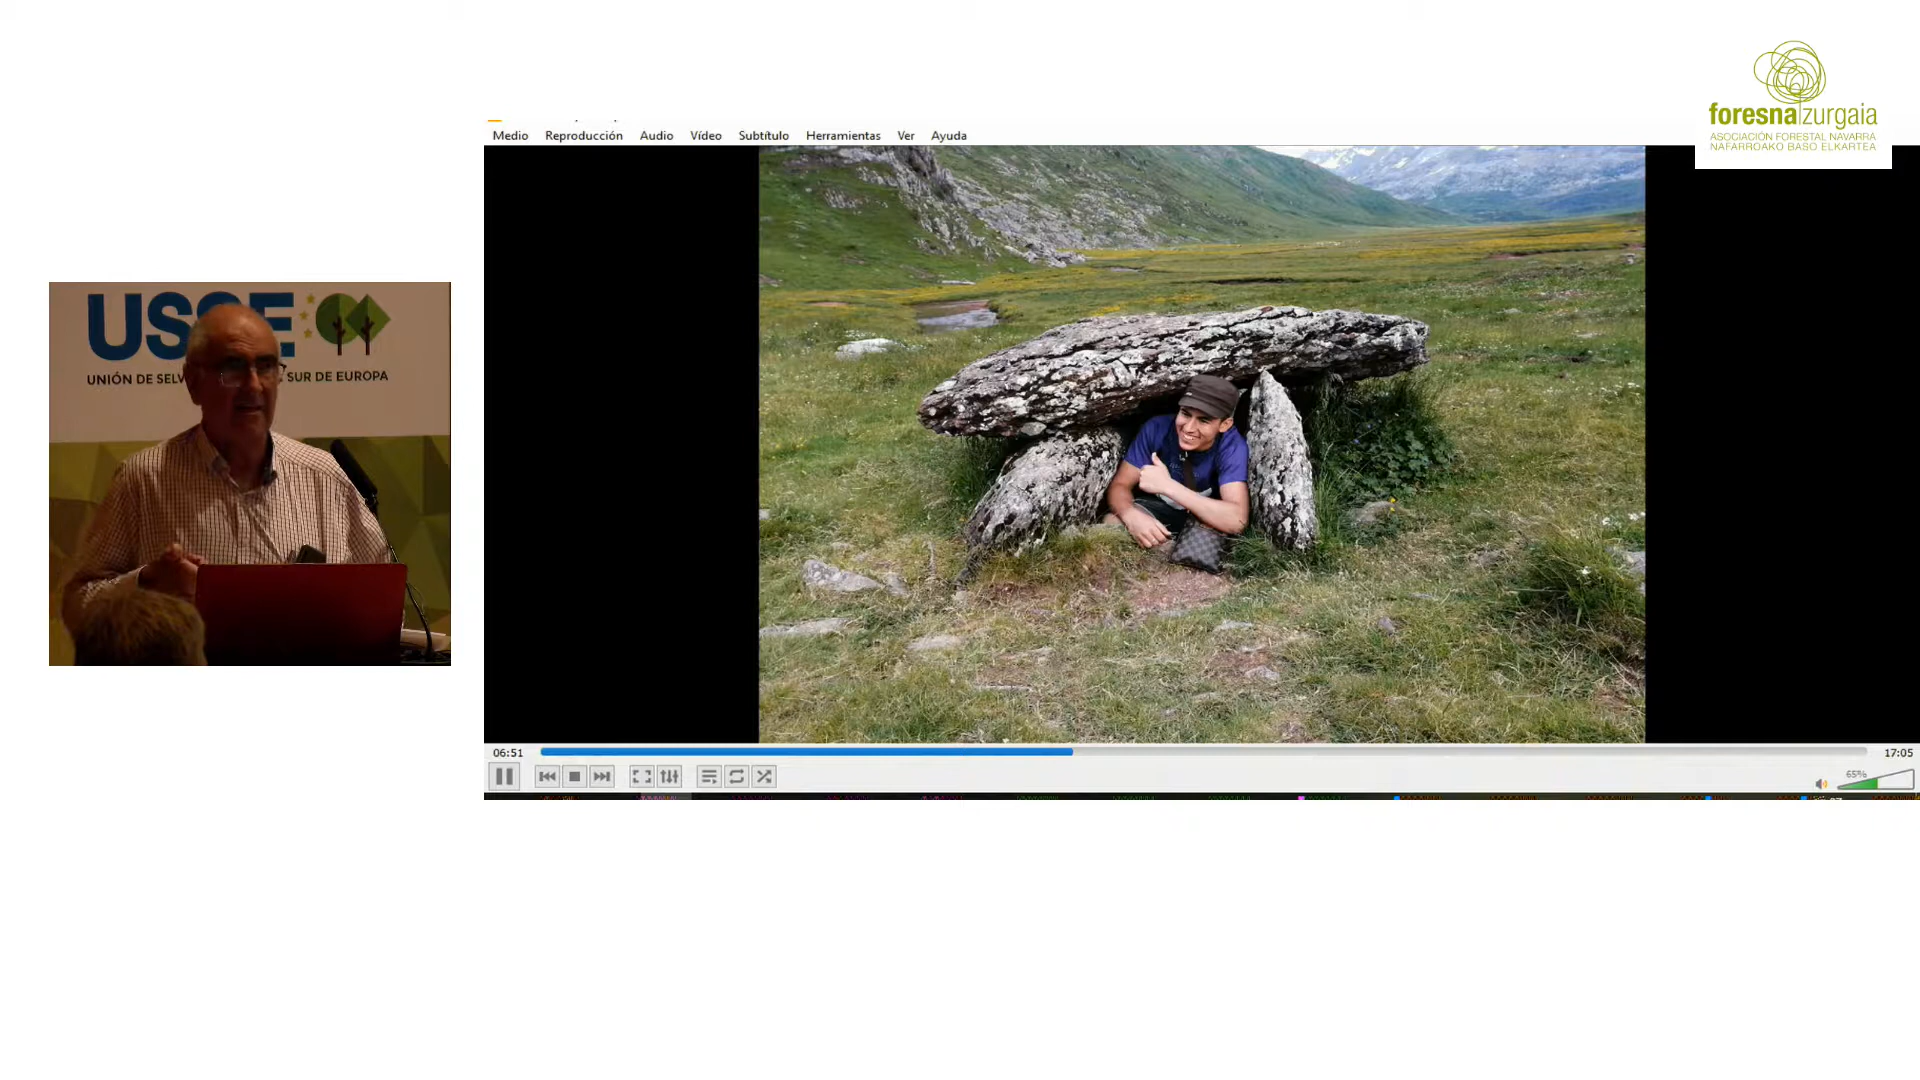 foresna|zurgaia
ASOCIACIÓN FORESTAL NAVARRA
NAFARROAKO BASO ELKARTEA
Medio Reproducción Audio Vídeo Subtítulo Herramientas Ver Ayuda
USSE
UNIÓN DE SELV SUR DE EUROPA
06:51
17:05
65%